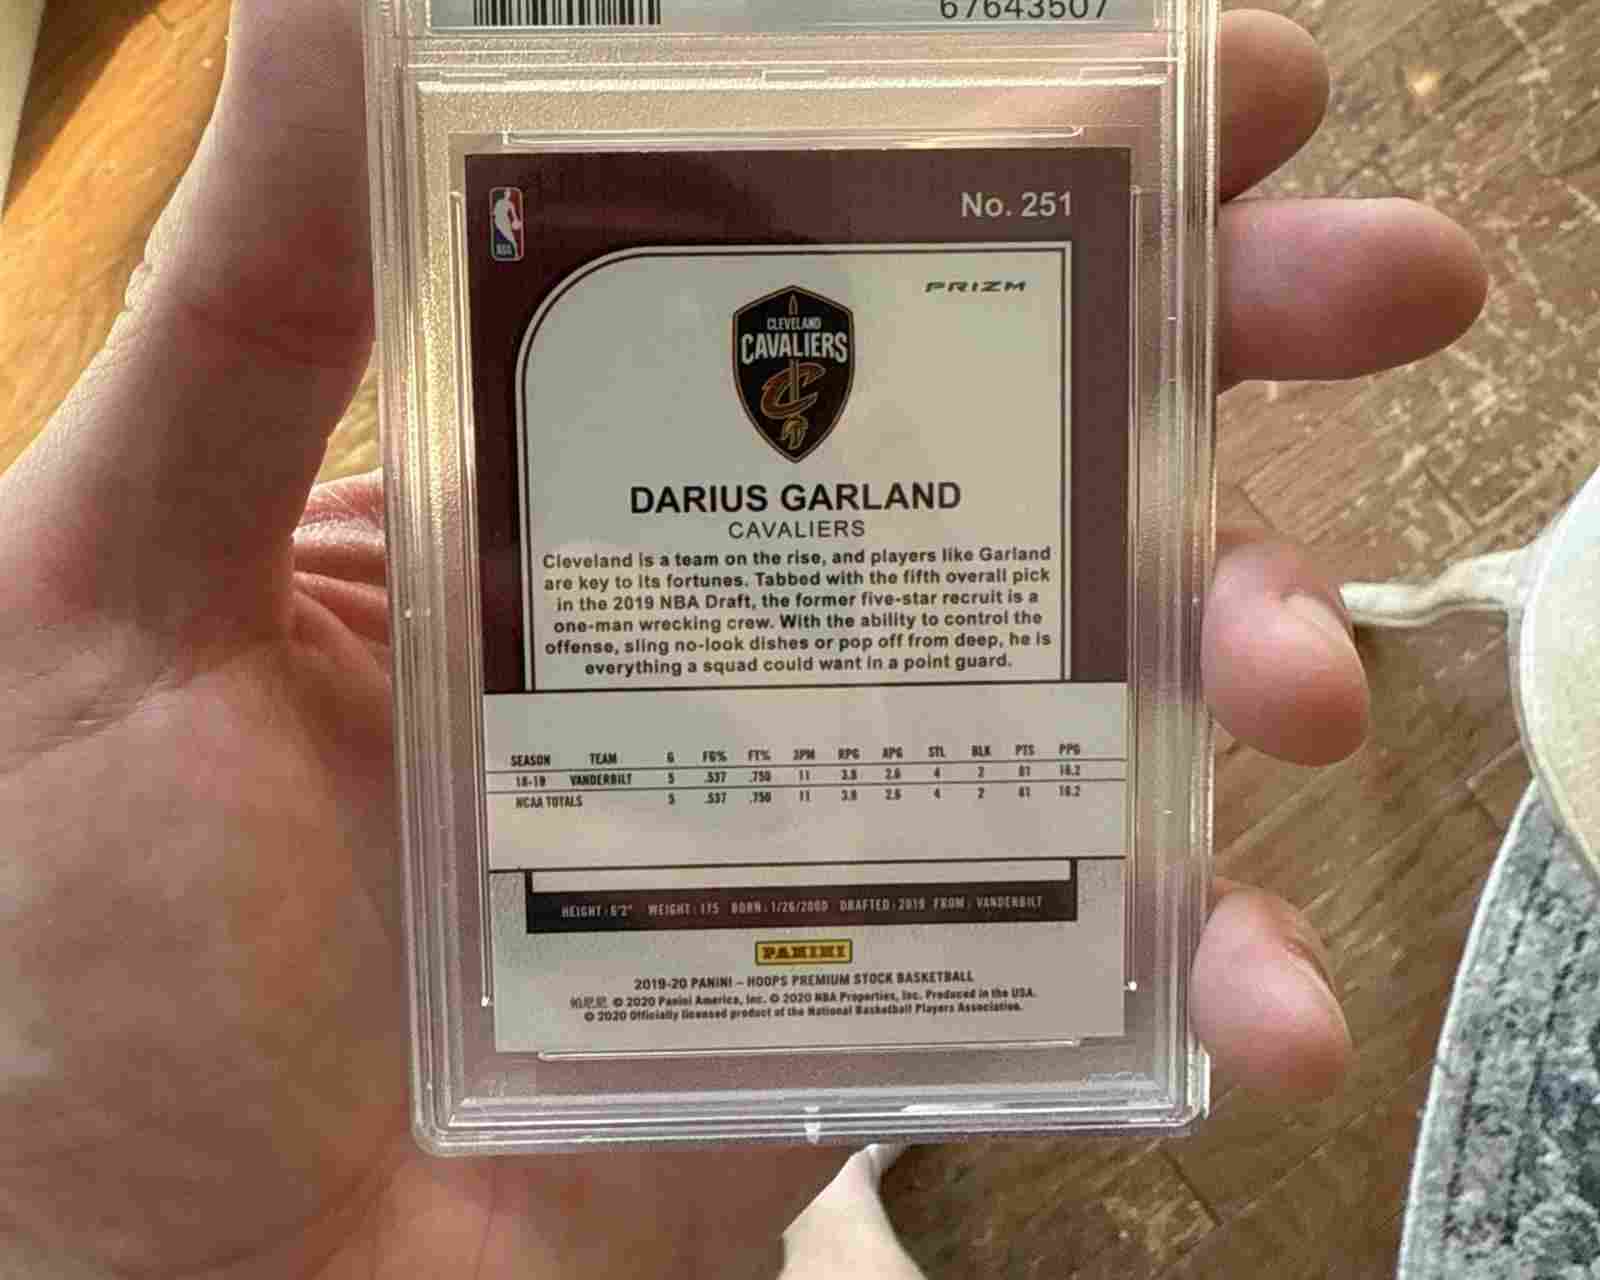 67643507
No. 251
NBA
PRIZM
CLEVELAND
CAVALIERS
DARIUS GARLAND
CAVALIERS
Cleveland is a team on the rise, and players like Garland
are key to its fortunes. Tabbed with the fifth overall pick
in the 2019 NBA Draft, the former five-star recruit is a
one-man wrecking crew. With the ability to control the
offense, sling no-look dishes or pop off from deep, he is
everything a squad could want in a point guard.
SEASON TEAM G FG% FT% 3PM RPG APG STL BLK PTS PPG
18-19 VANDERBILT 5 .537 .750 11 3.8 2.6 4 2 81 16.2
NCAA TOTALS 5 .537 .750 11 3.8 2.6 4 2 81 16.2
HEIGHT: 6'2" WEIGHT: 175 BORN: 1/26/2000 DRAFTED: 2019 FROM: VANDERBILT
PANINI
2019-20 PANINI – HOOPS PREMIUM STOCK BASKETBALL
帕尼尼 © 2020 Panini America, Inc. © 2020 NBA Properties, Inc. Produced in the USA.
© 2020 Officially licensed product of the National Basketball Players Association.